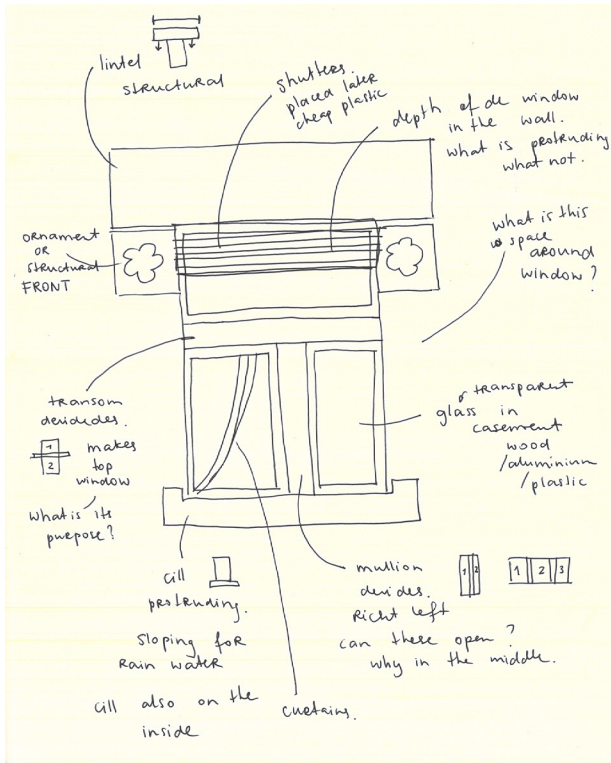 lintel
structural
shutters.
placed later
cheap plastic
depth of de window
in the wall.
what is protruding
what not.
ornament
or
structural
FRONT
what is this
space
around
window?
transom
devideds.
1
2
makes
top
window
what is its
purpose?
transparent
glass in
casement
wood
/aluminium
/plastic
cill
protruding.
sloping for
rain water
cill also on the
inside
curtains.
mullion
devides.
Right left
can these open?
why in the middle.
1 2
1 2 3